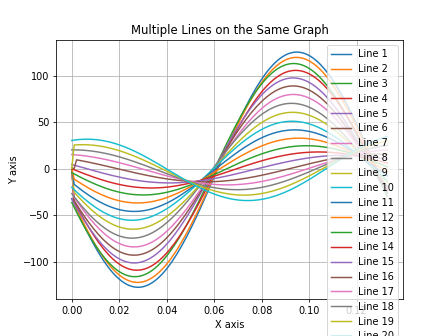 Multiple Lines on the Same Graph
Y axis
100
50
0
−50
−100
0.00
0.02
0.04
0.06
0.08
0.10
X axis
Line 1
Line 2
Line 3
Line 4
Line 5
Line 6
Line 7
Line 8
Line 9
Line 10
Line 11
Line 12
Line 13
Line 14
Line 15
Line 16
Line 17
Line 18
Line 19
Line 20